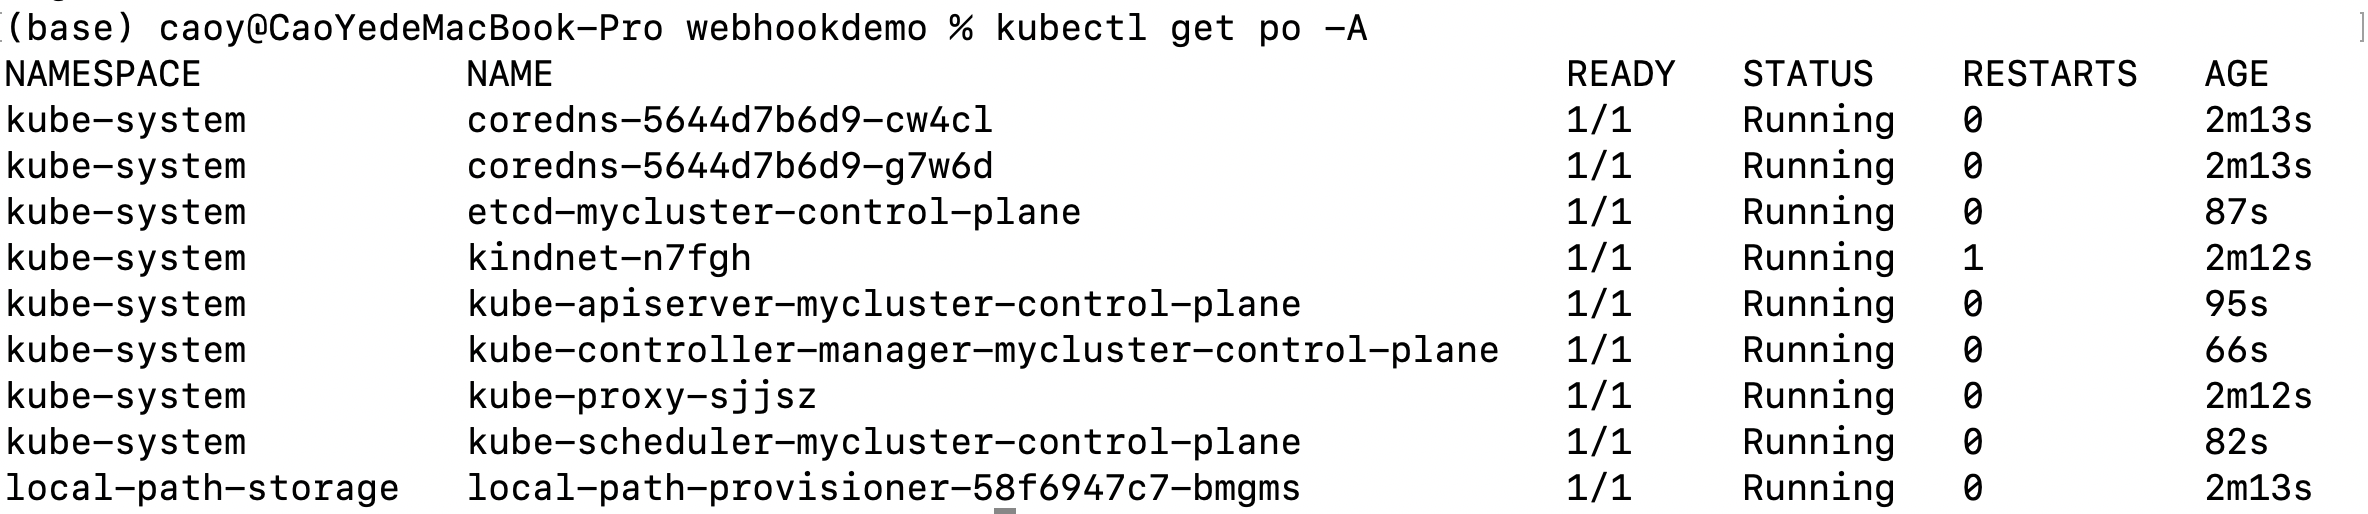 (base) caoy@CaoYedeMacBook-Pro webhookdemo % kubectl get po -A
NAMESPACE NAME READY STATUS RESTARTS AGE
kube-system coredns-5644d7b6d9-cw4cl 1/1 Running 0 2m13s
kube-system coredns-5644d7b6d9-g7w6d 1/1 Running 0 2m13s
kube-system etcd-mycluster-control-plane 1/1 Running 0 87s
kube-system kindnet-n7fgh 1/1 Running 1 2m12s
kube-system kube-apiserver-mycluster-control-plane 1/1 Running 0 95s
kube-system kube-controller-manager-mycluster-control-plane 1/1 Running 0 66s
kube-system kube-proxy-sjjsz 1/1 Running 0 2m12s
kube-system kube-scheduler-mycluster-control-plane 1/1 Running 0 82s
local-path-storage local-path-provisioner-58f6947c7-bmgms 1/1 Running 0 2m13s